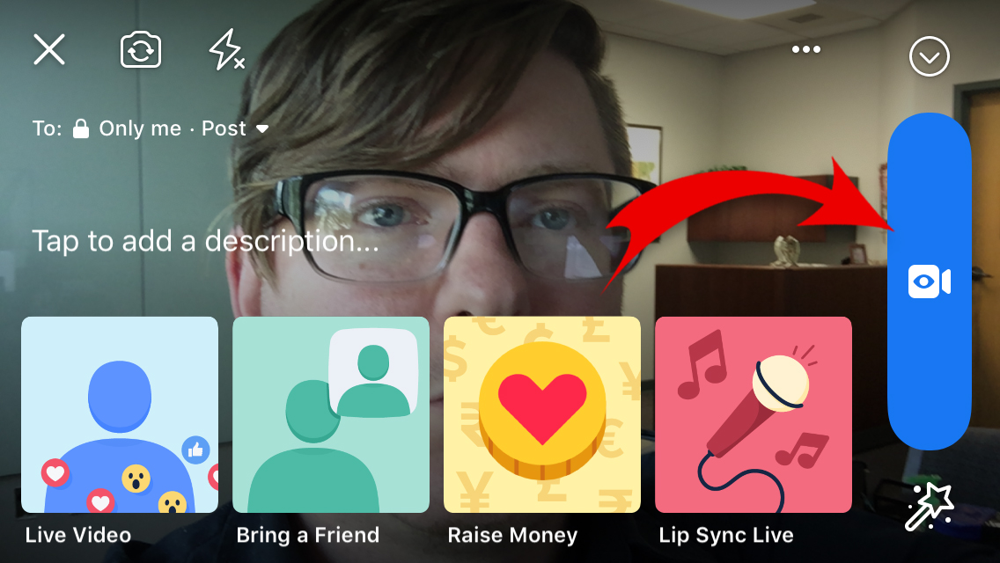 To: Only me · Post
Tap to add a description...
Live Video
Bring a Friend
Raise Money
Lip Sync Live